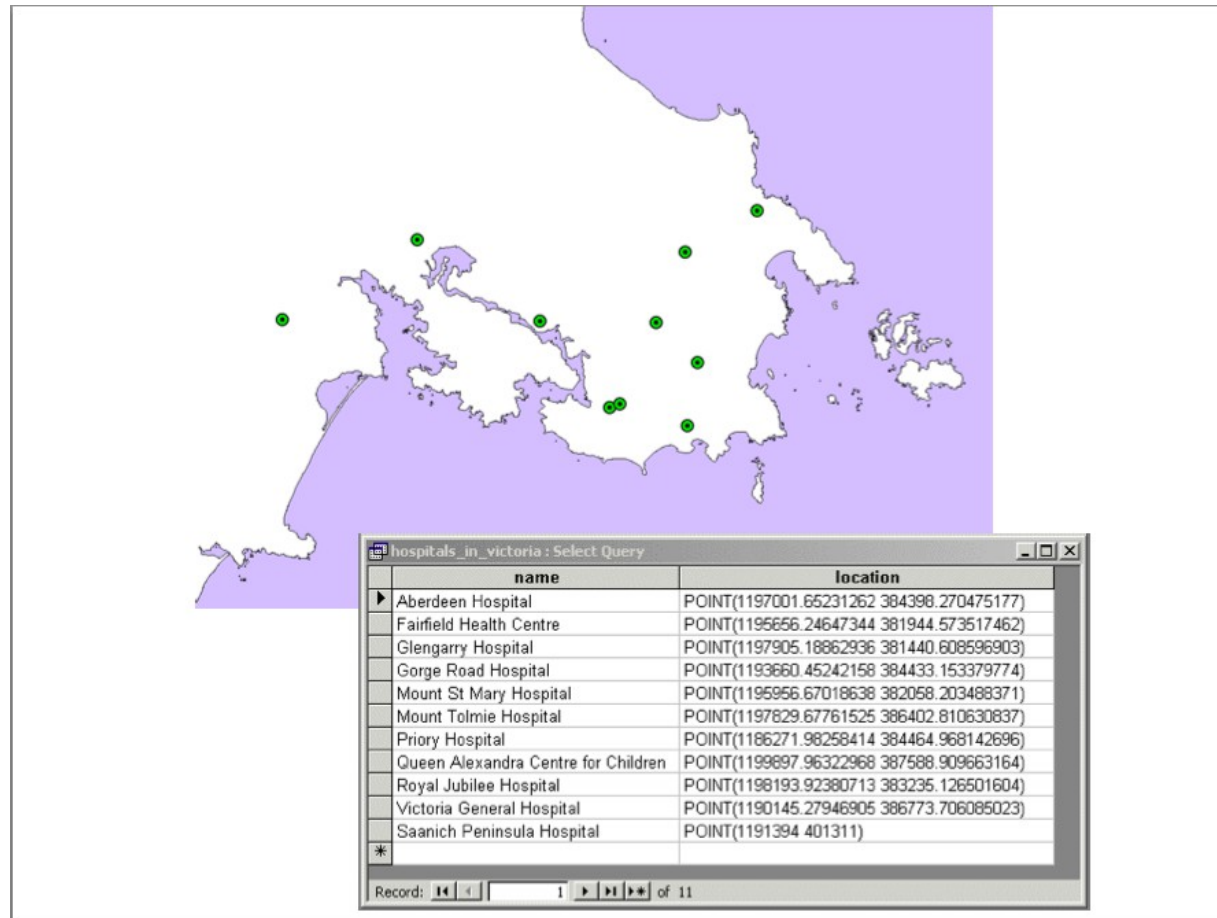 hospitals_in_victoria : Select Query
name location
Aberdeen Hospital POINT(1197001.65231262 384398.270475177)
Fairfield Health Centre POINT(1195656.24647344 381944.573517462)
Glengarry Hospital POINT(1197905.18862936 381440.608596903)
Gorge Road Hospital POINT(1193660.45242158 384433.153379774)
Mount St Mary Hospital POINT(1195956.67018638 382058.203488371)
Mount Tolmie Hospital POINT(1197829.67761525 386402.810630837)
Priory Hospital POINT(1186271.98258414 384464.968142696)
Queen Alexandra Centre for Children POINT(1199897.96322968 387588.909663164)
Royal Jubilee Hospital POINT(1198193.92380713 383235.126501604)
Victoria General Hospital POINT(1190145.27946905 386773.706085023)
Saanich Peninsula Hospital POINT(1191394 401311)
Record: 1 of 11